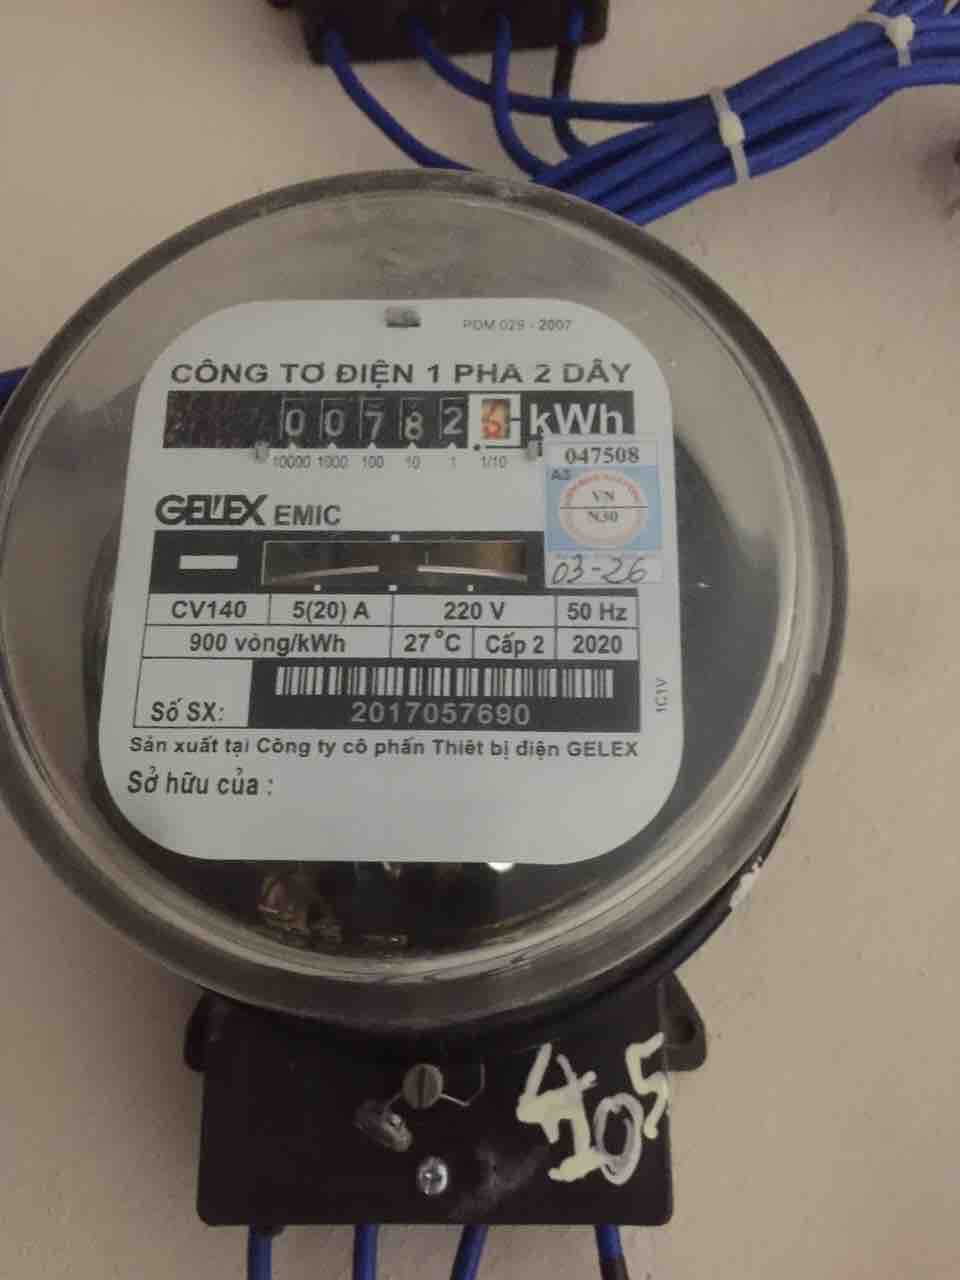 PDM 029 - 2007
CÔNG TƠ ĐIỆN 1 PHA 2 DÂY
0 0 7 8 2 kWh
10000 1000 100 10 1 1/10
047508
A3
VN
N30
GELEX EMIC
03-26
CV140 5(20) A 220 V 50 Hz
900 vòng/kWh 27°C Cấp 2 2020
Số SX: 2017057690
1C1V
Sản xuất tại Công ty cổ phần Thiết bị điện GELEX
Sở hữu của :
405